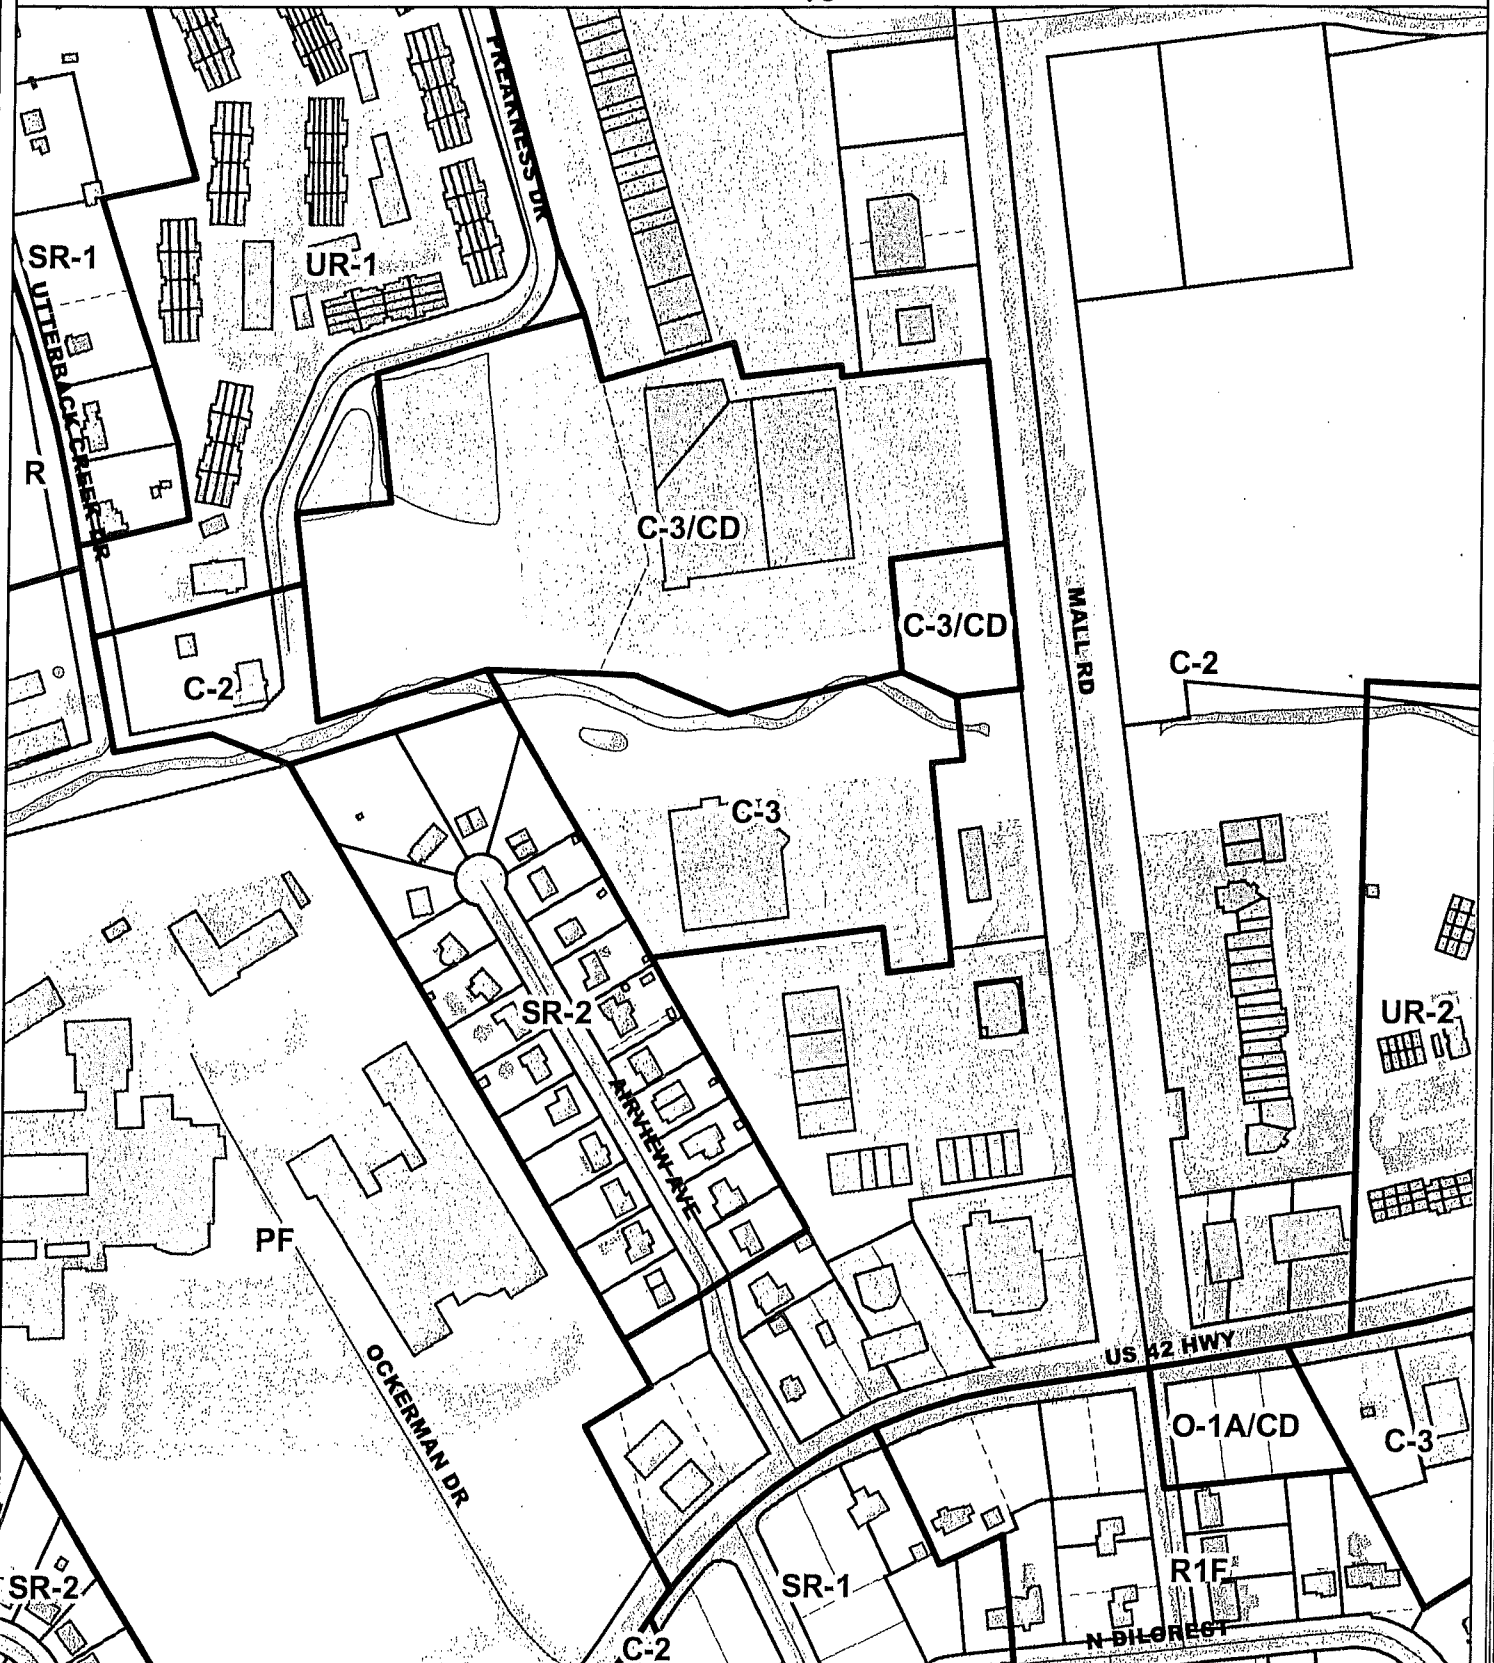 PREAKNESS DR
SR-1
UR-1
UTTERBACK CREEK DR
R
C-3/CD
C-3/CD
MALL RD
C-2
C-2
C-3
SR-2
UR-2
AIRVIEW AVE
PF
US 42 HWY
OCKERMAN DR
O-1A/CD
C-3
SR-2
SR-1
R1F
N DILCREST
C-2